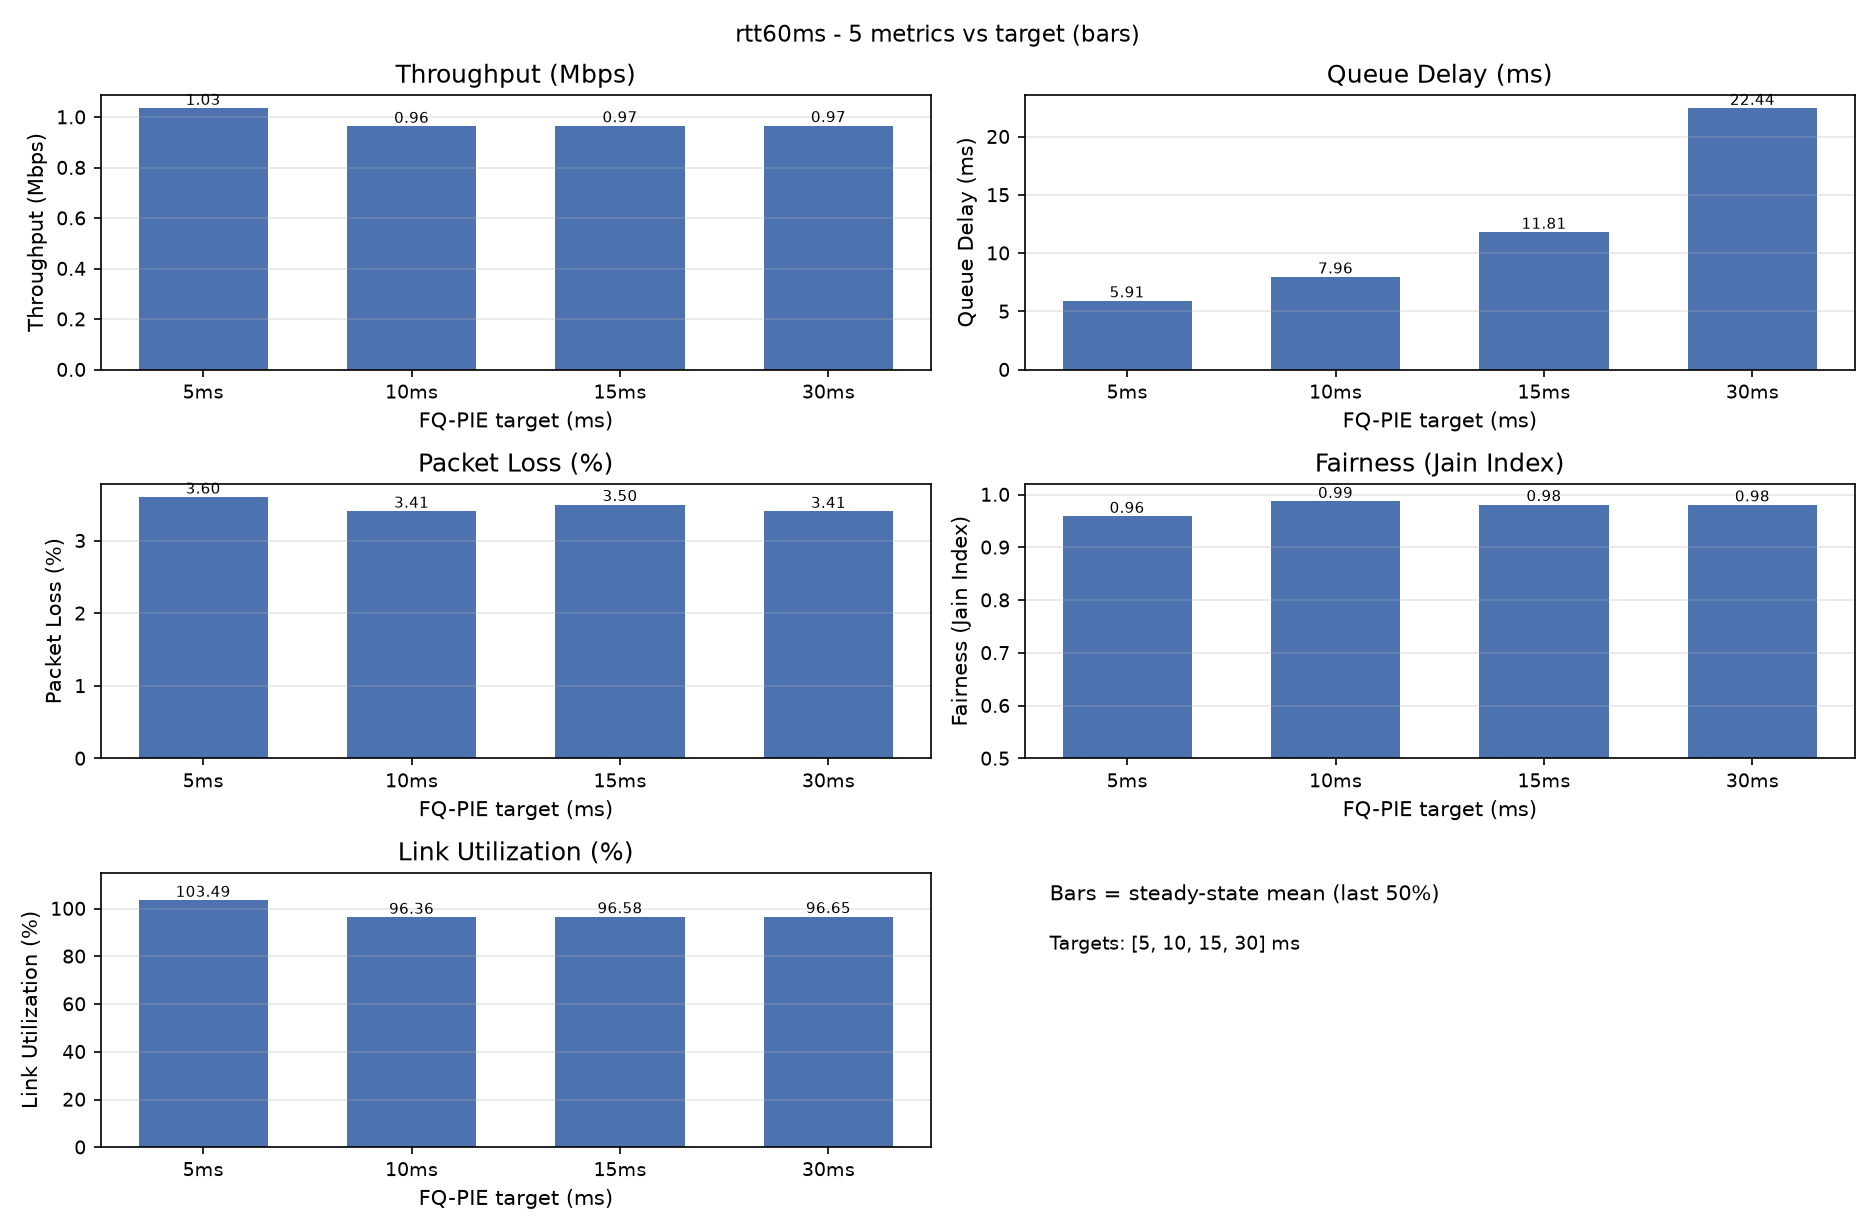 rtt60ms - 5 metrics vs target (bars)
Throughput (Mbps)
Throughput (Mbps)
1.0
0.8
0.6
0.4
0.2
0.0
1.03
0.96
0.97
0.97
5ms
10ms
15ms
30ms
FQ-PIE target (ms)
Queue Delay (ms)
Queue Delay (ms)
20
15
10
5
0
5.91
7.96
11.81
22.44
5ms
10ms
15ms
30ms
FQ-PIE target (ms)
Packet Loss (%)
Packet Loss (%)
3
2
1
0
3.60
3.41
3.50
3.41
5ms
10ms
15ms
30ms
FQ-PIE target (ms)
Fairness (Jain Index)
Fairness (Jain Index)
1.0
0.9
0.8
0.7
0.6
0.5
0.96
0.99
0.98
0.98
5ms
10ms
15ms
30ms
FQ-PIE target (ms)
Link Utilization (%)
Link Utilization (%)
100
80
60
40
20
0
103.49
96.36
96.58
96.65
5ms
10ms
15ms
30ms
FQ-PIE target (ms)
Bars = steady-state mean (last 50%)
Targets: [5, 10, 15, 30] ms